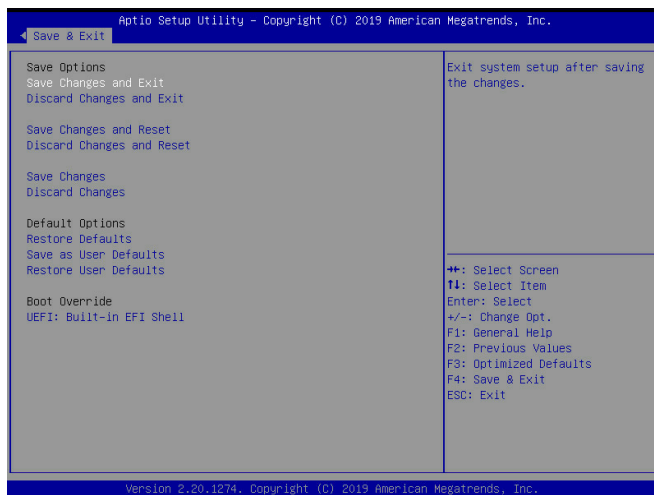 Aptio Setup Utility – Copyright (C) 2019 American Megatrends, Inc.
Save & Exit
Save Options
Save Changes and Exit
Discard Changes and Exit
Save Changes and Reset
Discard Changes and Reset
Save Changes
Discard Changes
Default Options
Restore Defaults
Save as User Defaults
Restore User Defaults
Boot Override
UEFI: Built-in EFI Shell
Exit system setup after saving
the changes.
→←: Select Screen
↑↓: Select Item
Enter: Select
+/-: Change Opt.
F1: General Help
F2: Previous Values
F3: Optimized Defaults
F4: Save & Exit
ESC: Exit
Version 2.20.1274. Copyright (C) 2019 American Megatrends, Inc.